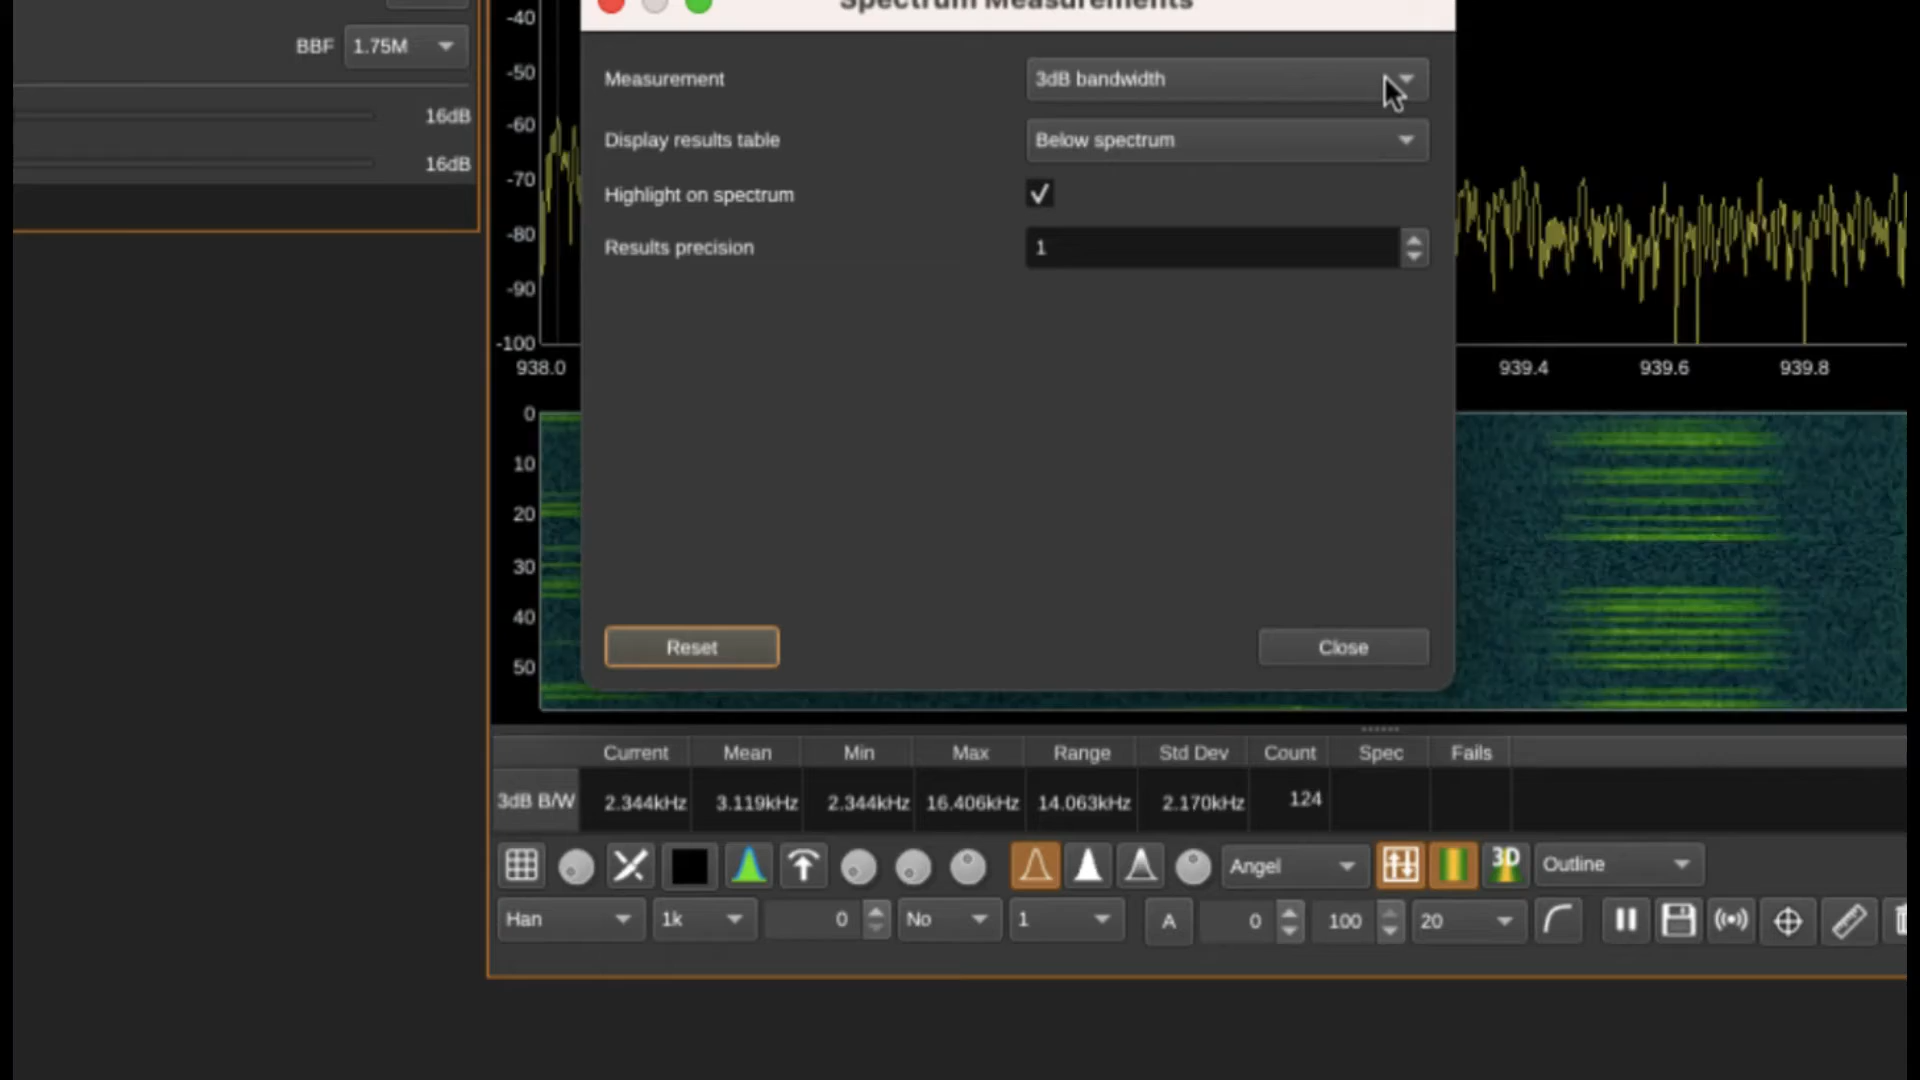 Spectrum Measurements
BBF 1.75M
16dB
16dB
-40
-50
-60
-70
-80
-90
-100
938.0 939.4 939.6 939.8
Measurement 3dB bandwidth
Display results table Below spectrum
Highlight on spectrum
Results precision 1
Reset Close
0
10
20
30
40
50
Current Mean Min Max Range Std Dev Count Spec Fails
3dB B/W 2.344kHz 3.119kHz 2.344kHz 16.406kHz 14.063kHz 2.170kHz 124
Angel 3D Outline
Han 1k 0 No 1 A 0 100 20